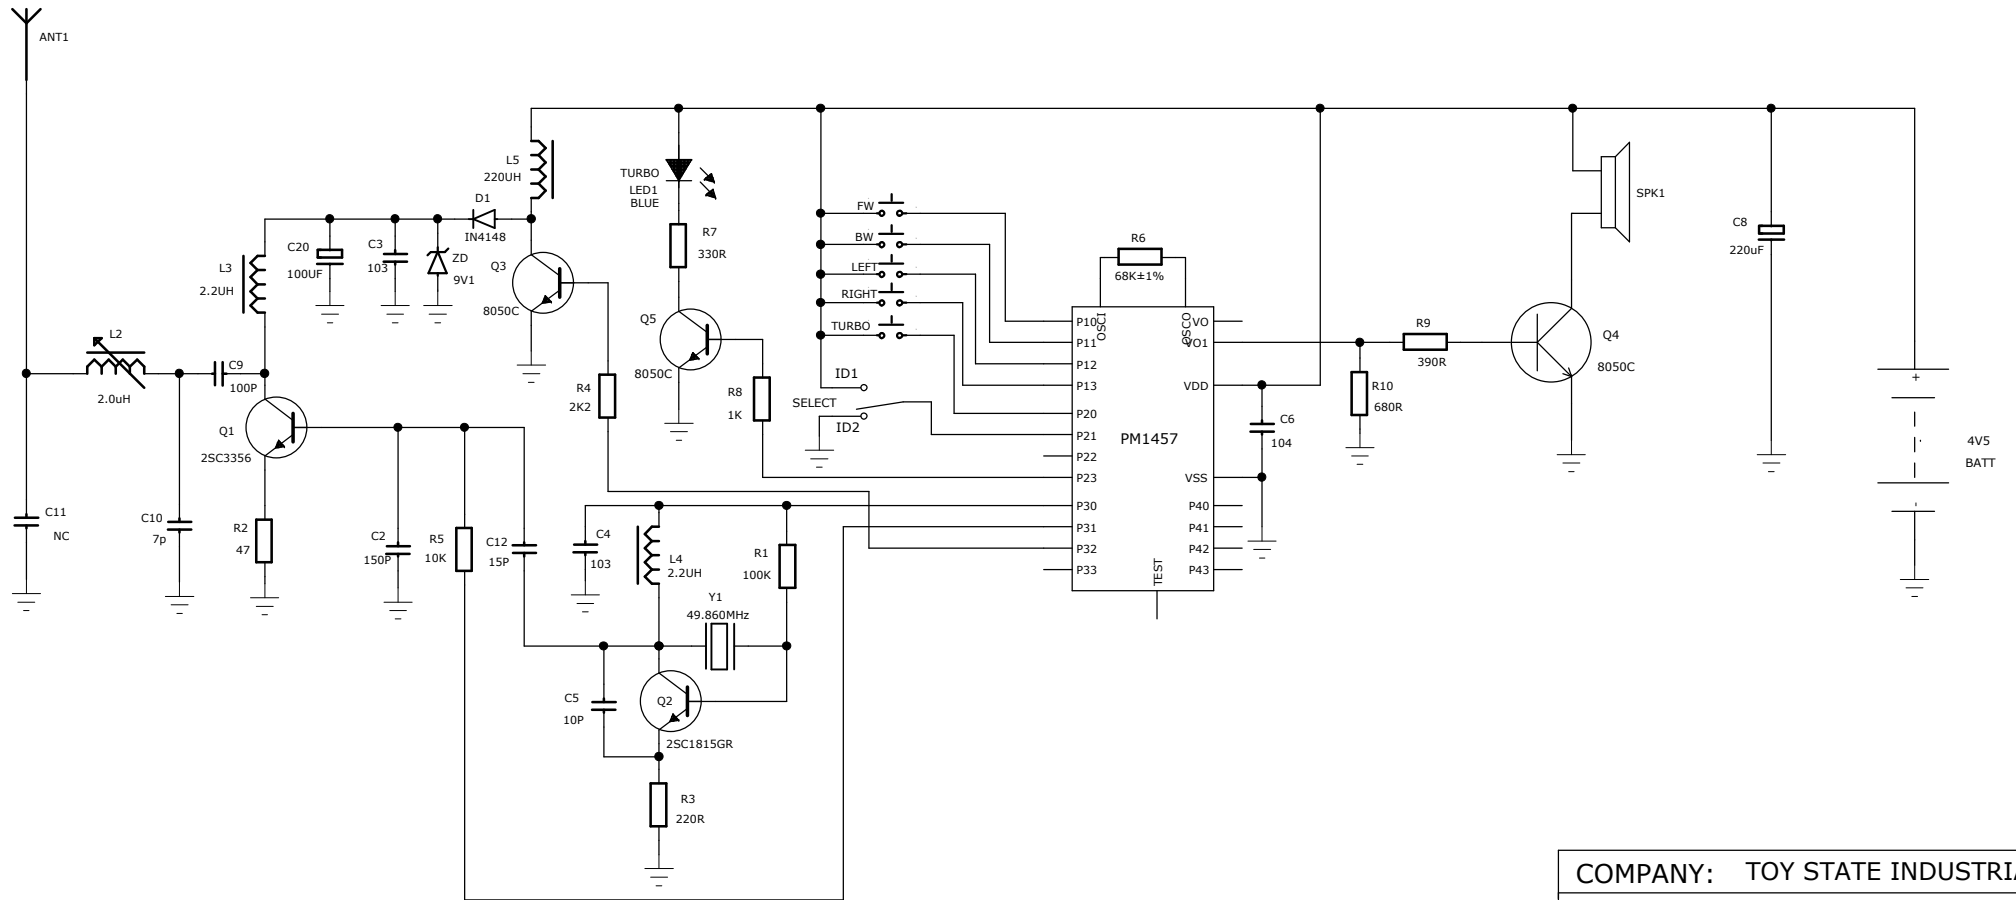 ANT1
L5
220UH
TURBO
LED1
BLUE
D1
IN4148
FW
BW
LEFT
RIGHT
TURBO
SPK1
C8
220uF
R7
330R
R6
68K±1%
C20
100UF
C3
103
ZD
9V1
Q3
8050C
L3
2.2UH
Q5
8050C
L2
2.0uH
C9
100P
R4
2K2
R8
1K
ID1
SELECT
ID2
OSCI
OSCO
P10
P11
P12
P13
P20
P21
P22
P23
P30
P31
P32
P33
PM1457
TEST
VO
VO1
VDD
VSS
P40
P41
P42
P43
R9
390R
R10
680R
Q4
8050C
C6
104
+
4V5
BATT
Q1
2SC3356
C11
NC
C10
7p
R2
47
C2
150P
R5
10K
C12
15P
C4
103
L4
2.2UH
R1
100K
Y1
49.860MHz
C5
10P
Q2
2SC1815GR
R3
220R
COMPANY: TOY STATE INDUSTRIA